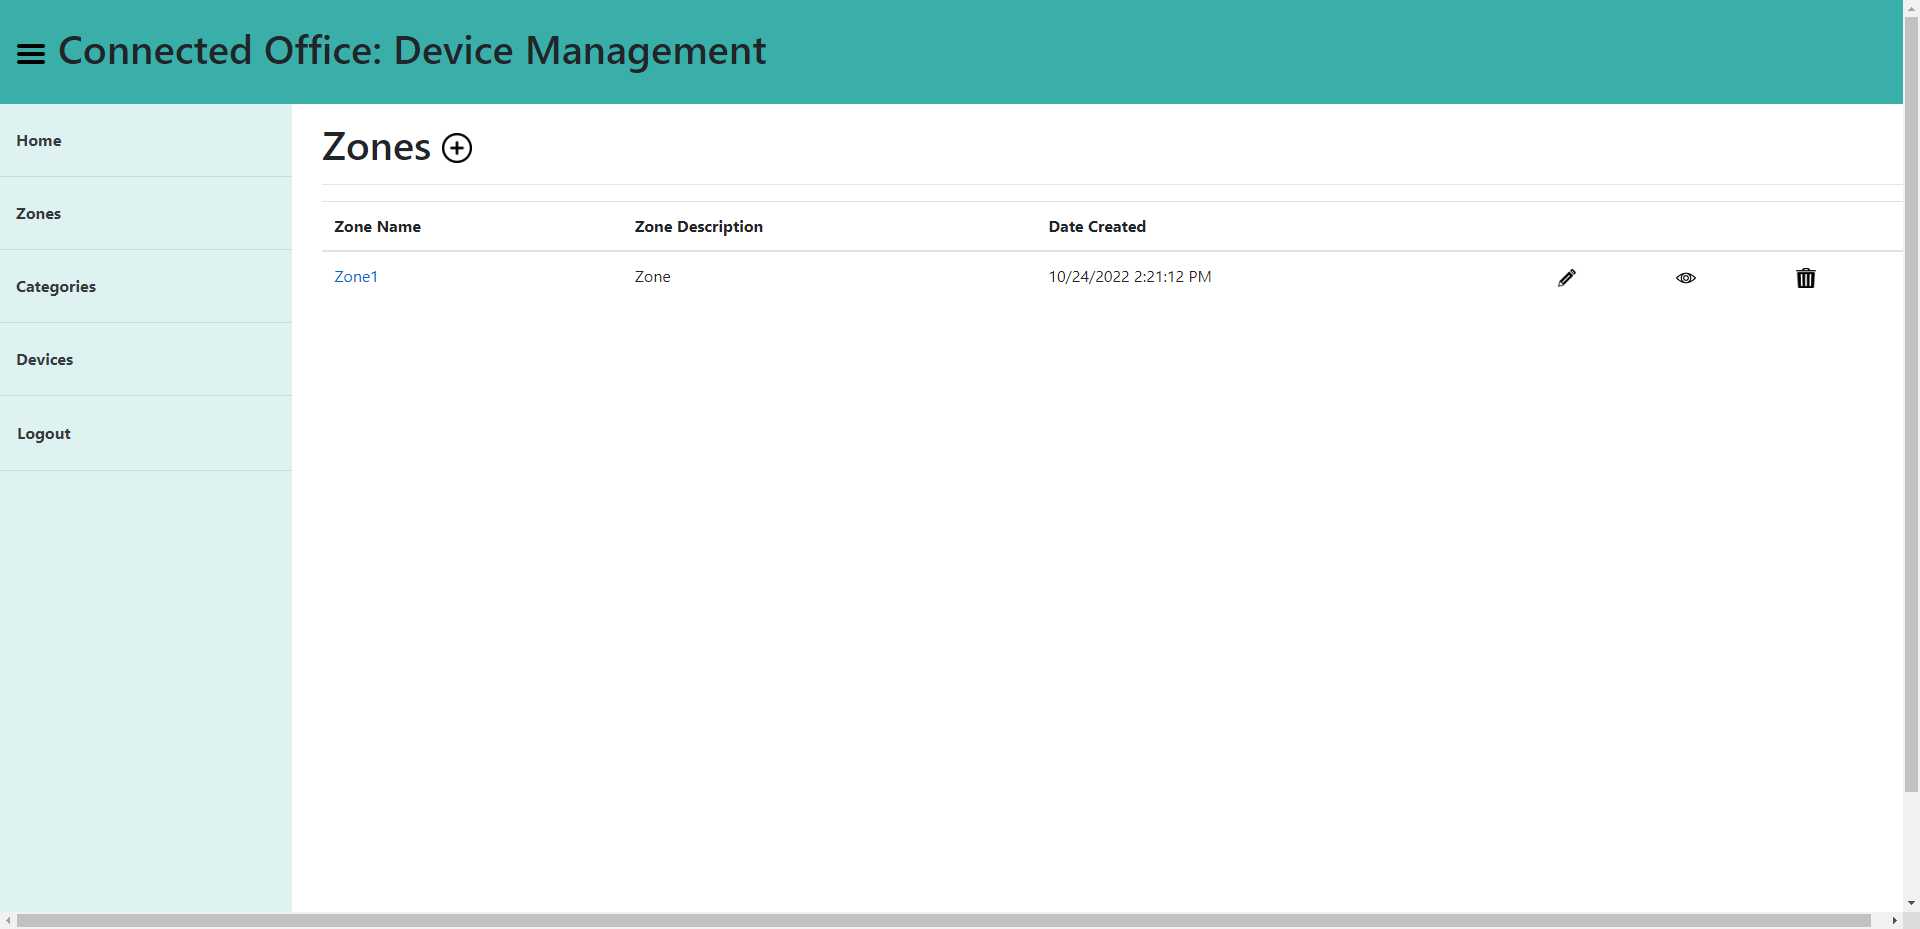 Connected Office: Device Management
Home
Zones
Categories
Devices
Logout
Zones
Zone Name Zone Description Date Created
Zone1 Zone 10/24/2022 2:21:12 PM